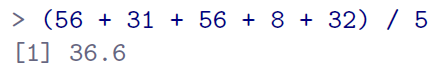 > (56 + 31 + 56 + 8 + 32) / 5
[1] 36.6